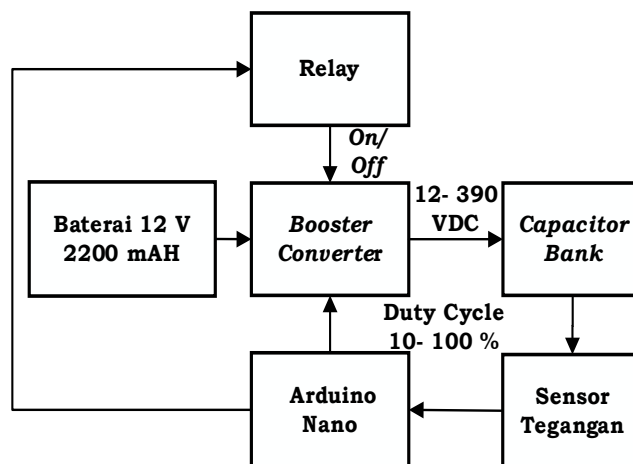 Relay
On/
Off
Baterai 12 V
2200 mAH
Booster
Converter
12- 390
VDC
Capacitor
Bank
Duty Cycle
10- 100 %
Arduino
Nano
Sensor
Tegangan